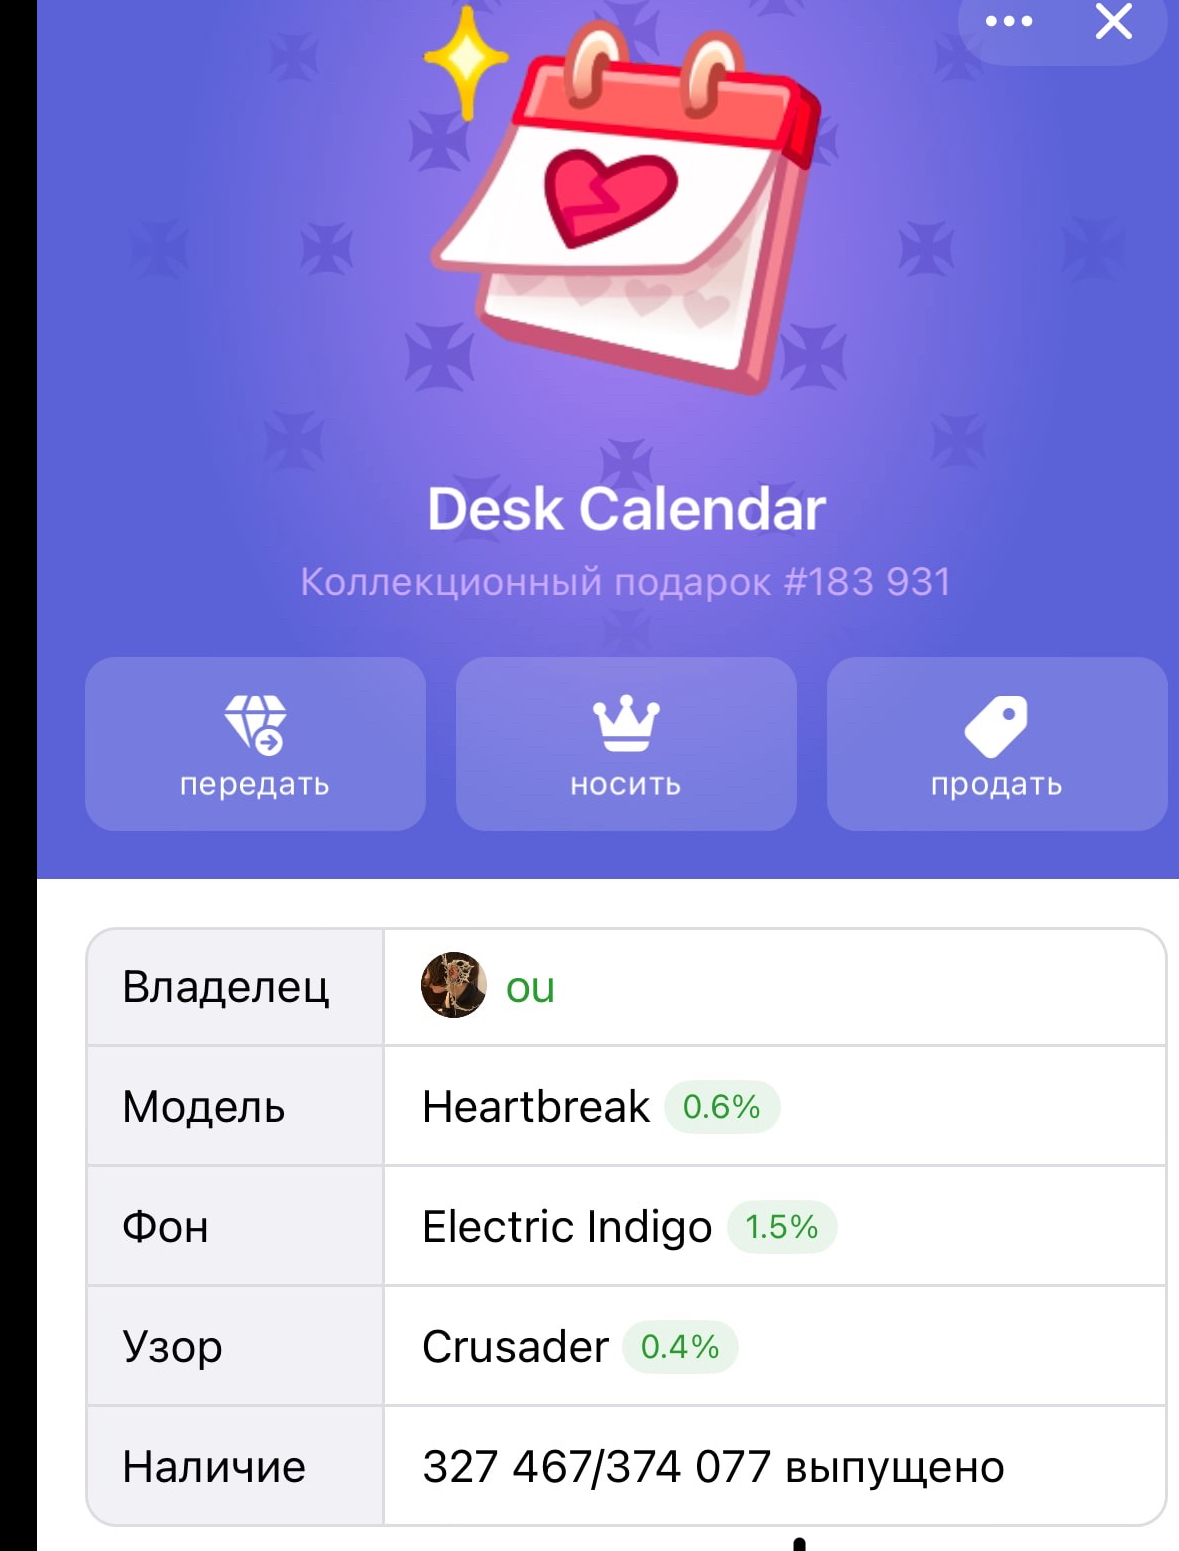 Desk Calendar
Коллекционный подарок #183 931
передать
носить
продать
Владелец ou
Модель Heartbreak 0.6%
Фон Electric Indigo 1.5%
Узор Crusader 0.4%
Наличие 327 467/374 077 выпущено